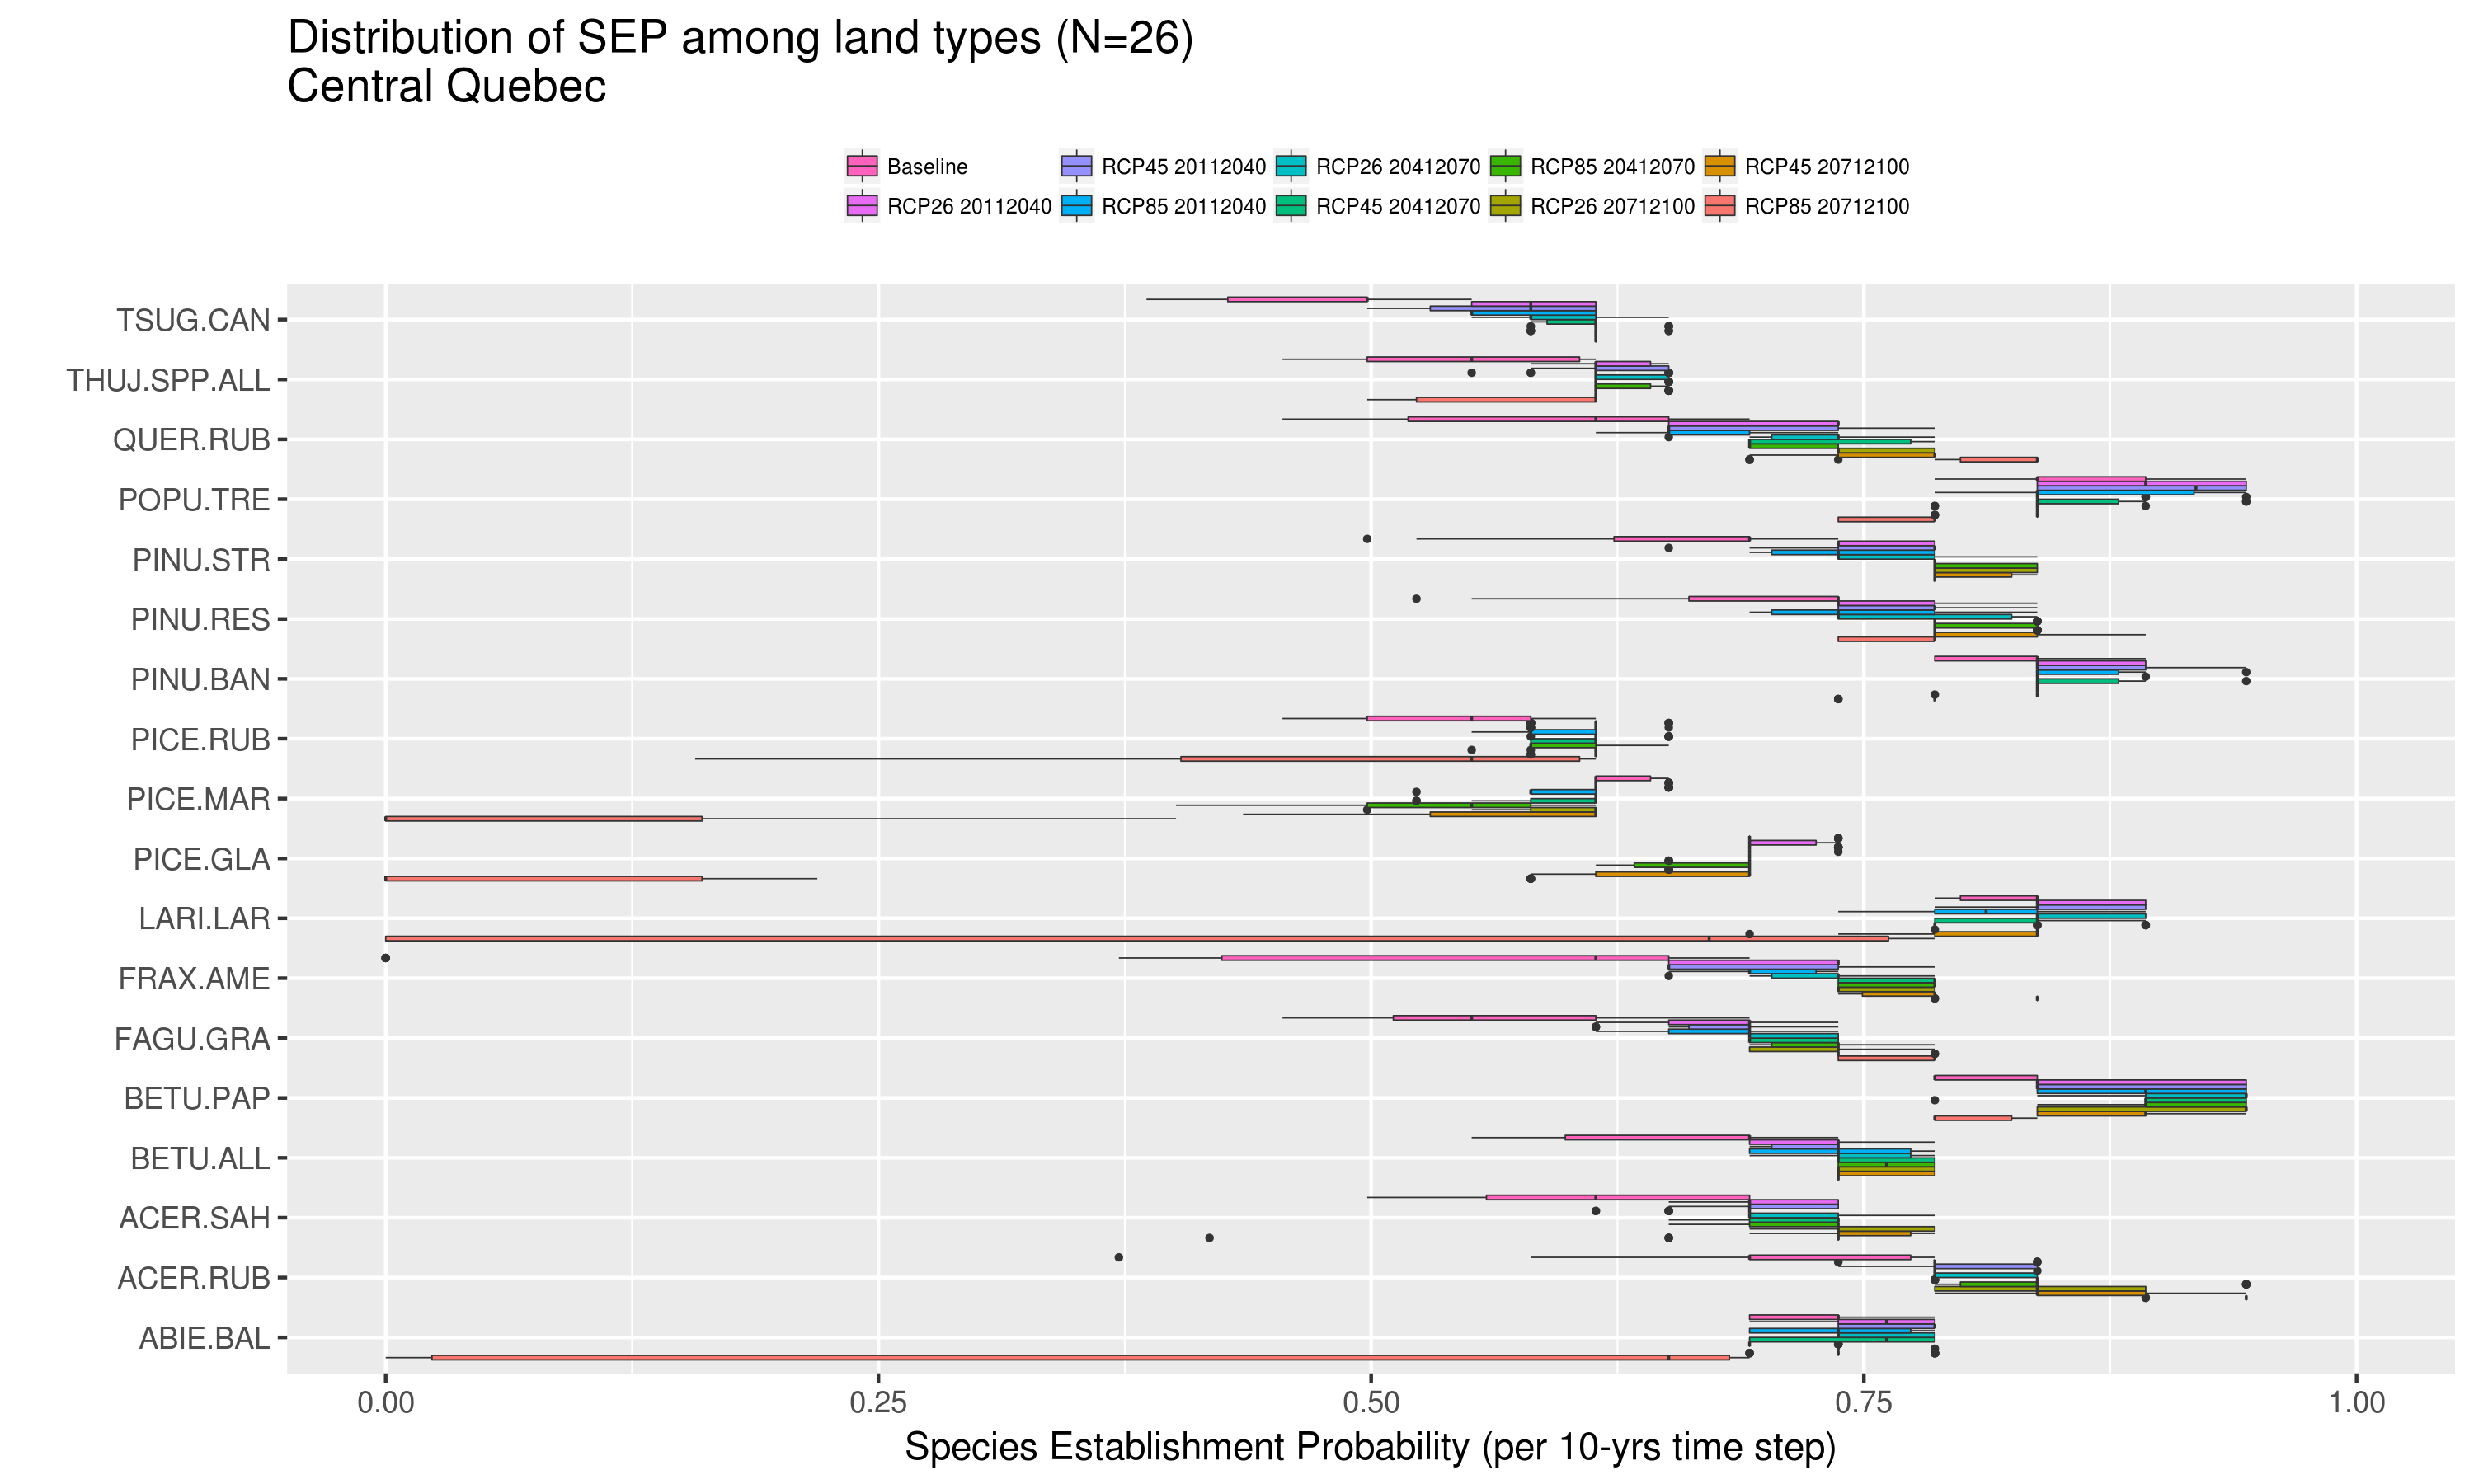 Distribution of SEP among land types (N=26)
Central Quebec
Baseline RCP45 20112040 RCP26 20412070 RCP85 20412070 RCP45 20712100
RCP26 20112040 RCP85 20112040 RCP45 20412070 RCP26 20712100 RCP85 20712100
TSUG.CAN
THUJ.SPP.ALL
QUER.RUB
POPU.TRE
PINU.STR
PINU.RES
PINU.BAN
PICE.RUB
PICE.MAR
PICE.GLA
LARI.LAR
FRAX.AME
FAGU.GRA
BETU.PAP
BETU.ALL
ACER.SAH
ACER.RUB
ABIE.BAL
0.00 0.25 0.50 0.75 1.00
Species Establishment Probability (per 10-yrs time step)